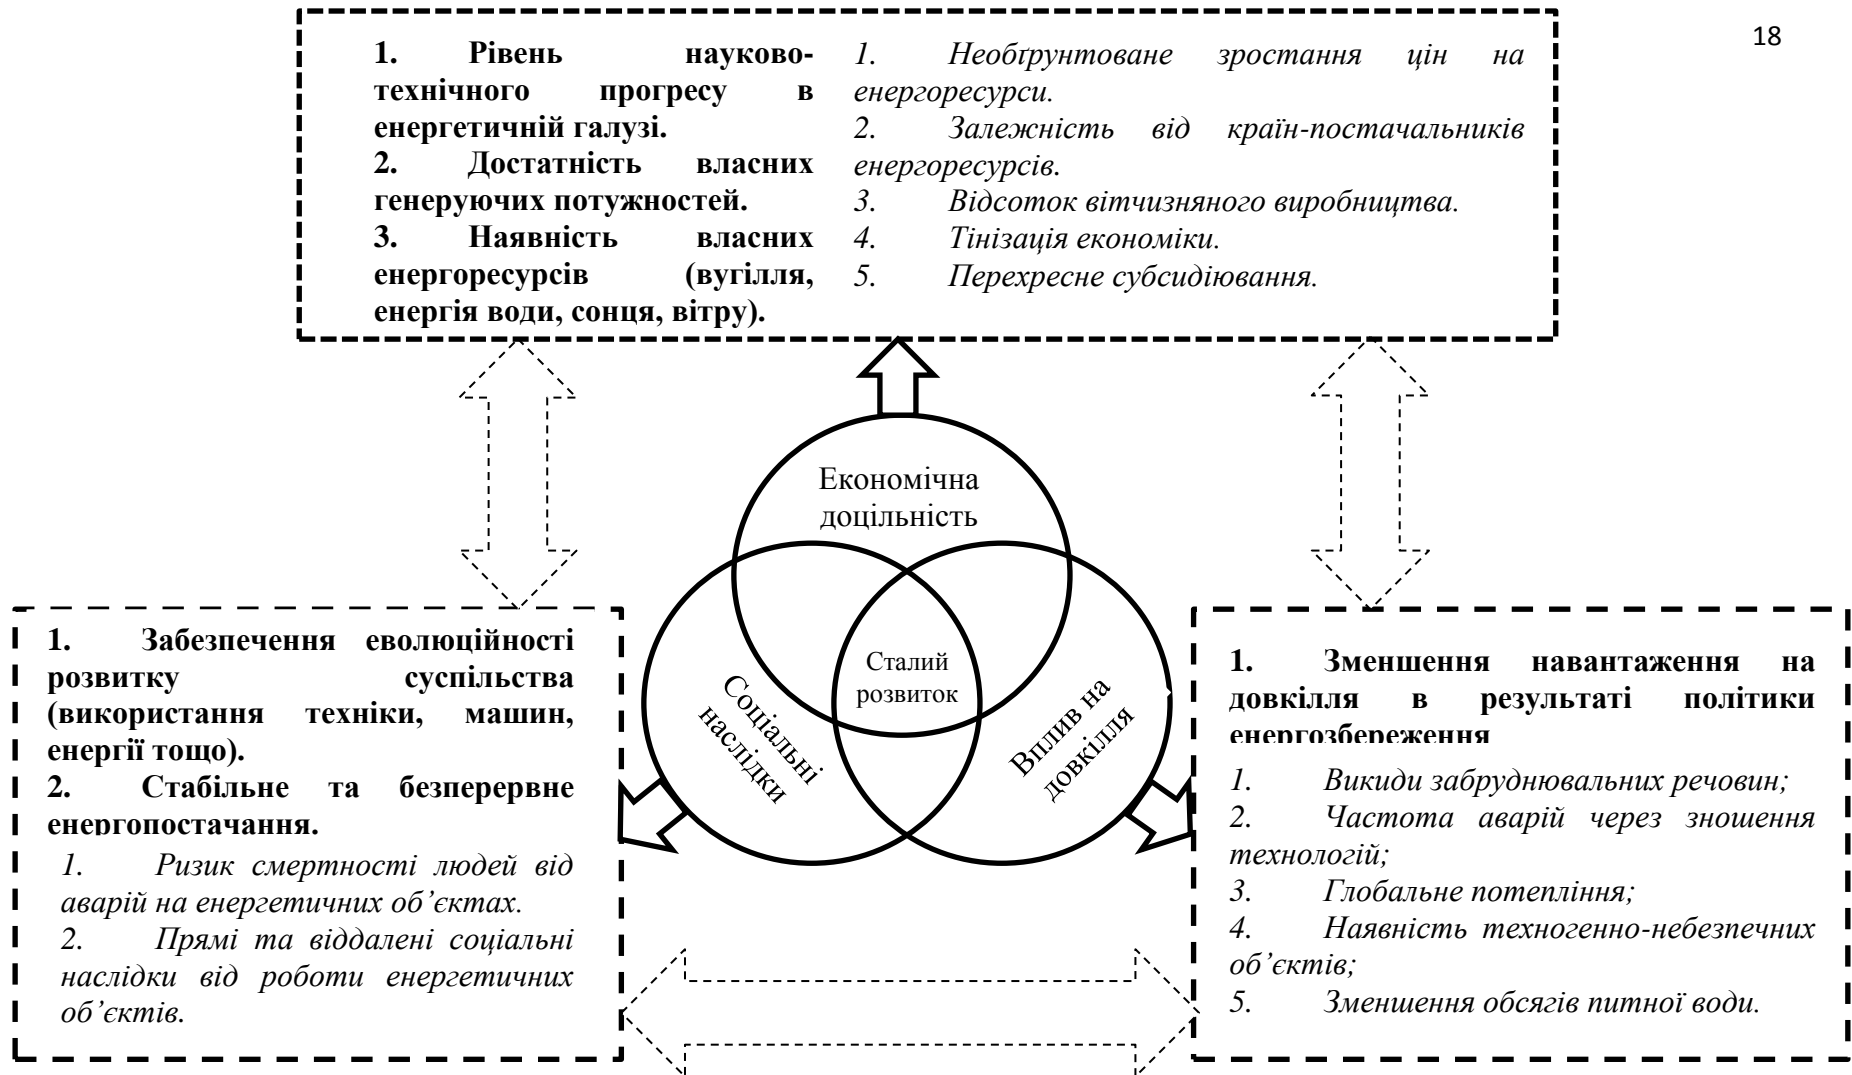 18
1. Рівень науково-
технічного прогресу в
енергетичній галузі.
2. Достатність власних
генеруючих потужностей.
3. Наявність власних
енергоресурсів (вугілля,
енергія води, сонця, вітру).
1. Необґрунтоване зростання цін на
енергоресурси.
2. Залежність від країн-постачальників
енергоресурсів.
3. Відсоток вітчизняного виробництва.
4. Тінізація економіки.
5. Перехресне субсидіювання.
Економічна
доцільність
Сталий
розвиток
Соціальні
наслідки
Вплив на
довкілля
1. Забезпечення еволюційності
розвитку суспільства
(використання техніки, машин,
енергії тощо).
2. Стабільне та безперервне
енергопостачання.
1. Ризик смертності людей від
аварій на енергетичних об’єктах.
2. Прямі та віддалені соціальні
наслідки від роботи енергетичних
об’єктів.
1. Зменшення навантаження на
довкілля в результаті політики
енергозбереження
1. Викиди забруднювальних речовин;
2. Частота аварій через зношення
технологій;
3. Глобальне потепління;
4. Наявність техногенно-небезпечних
об’єктів;
5. Зменшення обсягів питної води.